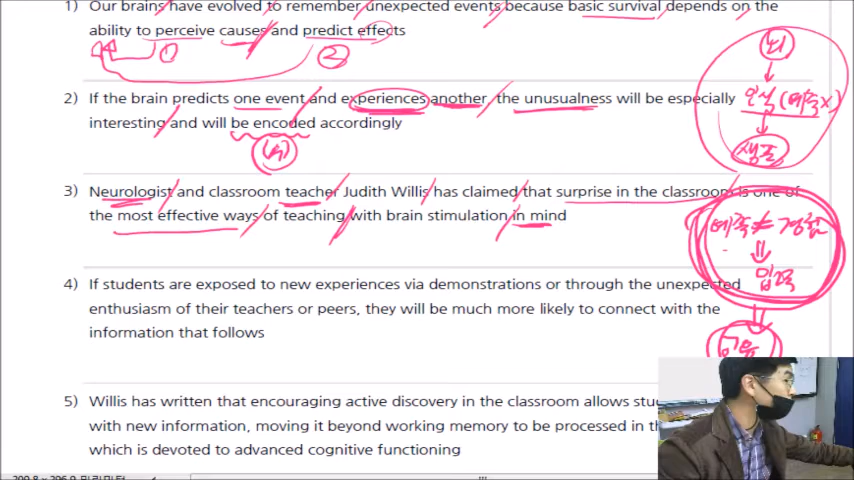 1) Our brains have evolved to remember unexpected events because basic survival depends on the
ability to perceive causes and predict effects
① ②
뇌
2) If the brain predicts one event and experiences another, the unusualness will be especially
인식(예측x)
interesting and will be encoded accordingly
생존
3) Neurologist and classroom teacher Judith Willis has claimed that surprise in the classroom is one of
the most effective ways of teaching with brain stimulation in mind
예측≠경험
4) If students are exposed to new experiences via demonstrations or through the unexpected
enthusiasm of their teachers or peers, they will be much more likely to connect with the
information that follows
5) Willis has written that encouraging active discovery in the classroom allows
with new information, moving it beyond working memory to be processed in
which is devoted to advanced cognitive functioning